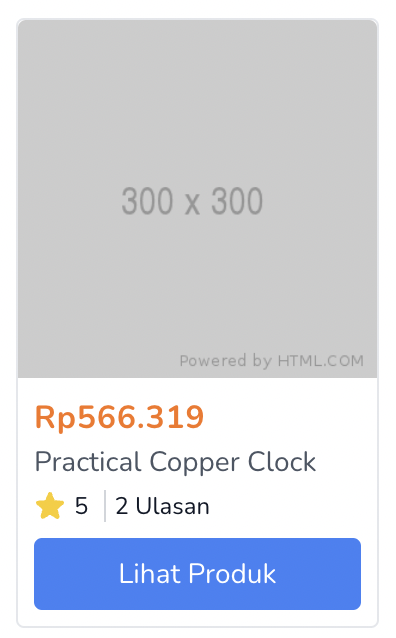 300 x 300
Powered by HTML.COM
Rp566.319
Practical Copper Clock
5
2 Ulasan
Lihat Produk